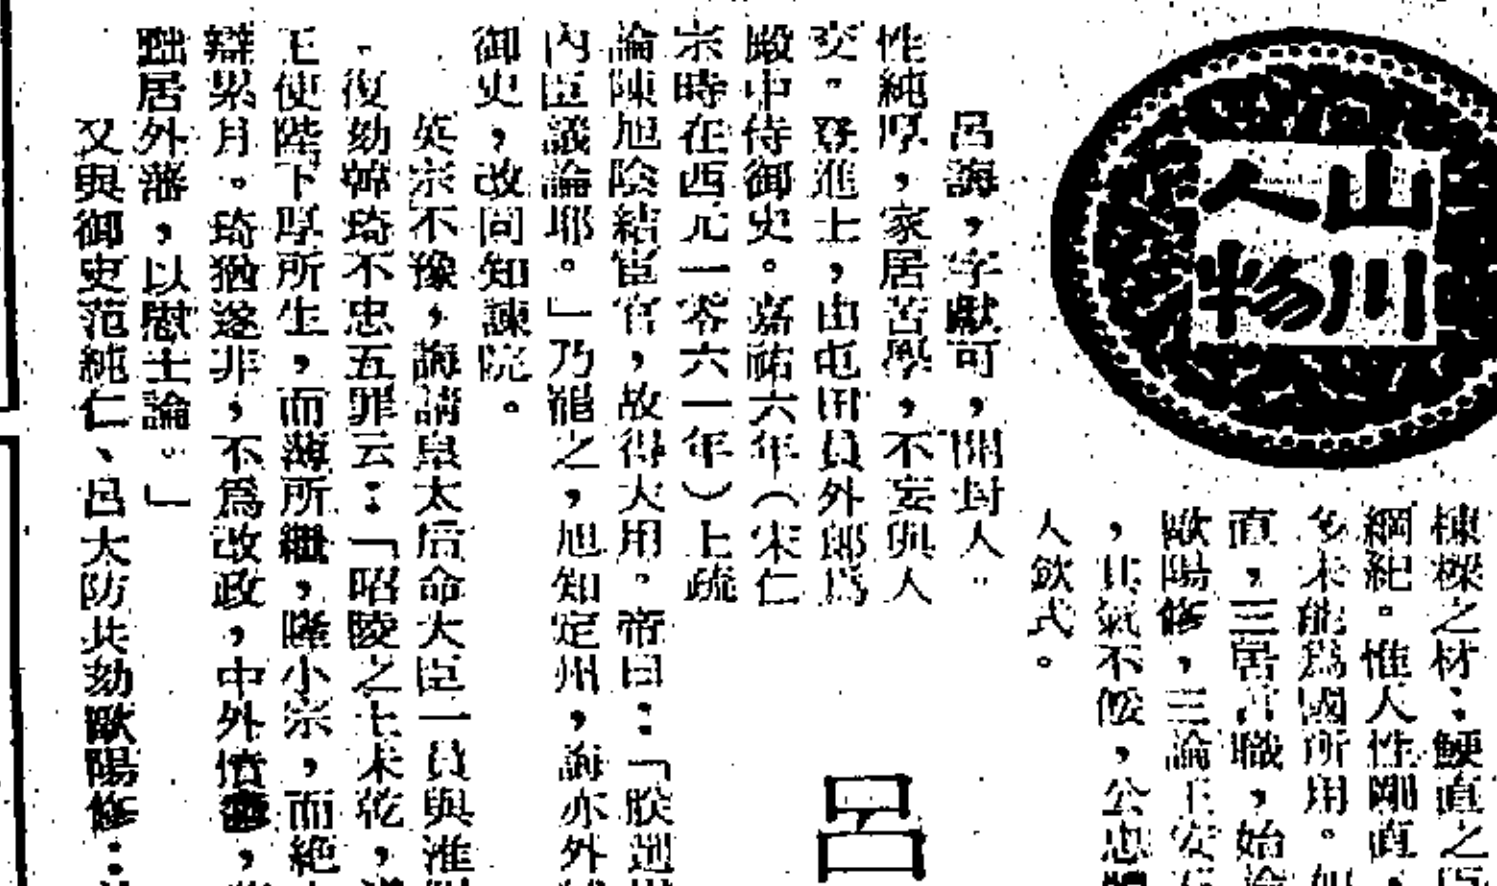 山川
人物
棟樑之材；鯁直之臣
綱紀。惟人性剛直，
多未能爲國所用。如
直，三居言職，始論
歐陽修，三論王安石
，其氣不餒，公忠
人欽式。
呂
呂誨，字獻可，開封人。
性純厚，家居苦學，不妄與人
交。登進士，由屯田員外郎爲
殿中侍御史。嘉祐六年（宋仁
宗時在西元一零六一年）上疏
論陳旭陰結宦官，故得大用。帝曰：「朕選
內臣議論耶。」乃罷之，旭知定州，誨亦外
御史，改同知諫院。
英宗不豫，誨請皇太后命大臣一員與淮
。復劾韓琦不忠五罪云：「昭陵之土未乾，
王使陛下厚所生，而薄所繼，隆小宗，而絕
辯累月。琦猶遂非，不爲改政，中外憤
黜居外藩，以慰士論。」
又與御史范純仁、呂大防共劾歐陽修：